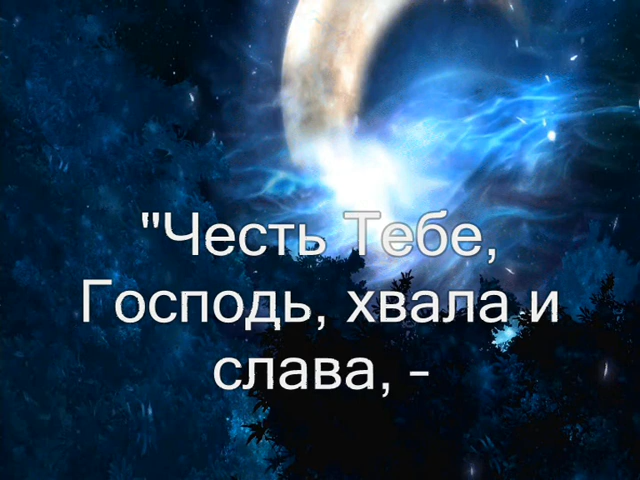 "Честь Тебе,
Господь, хвала и
слава, –